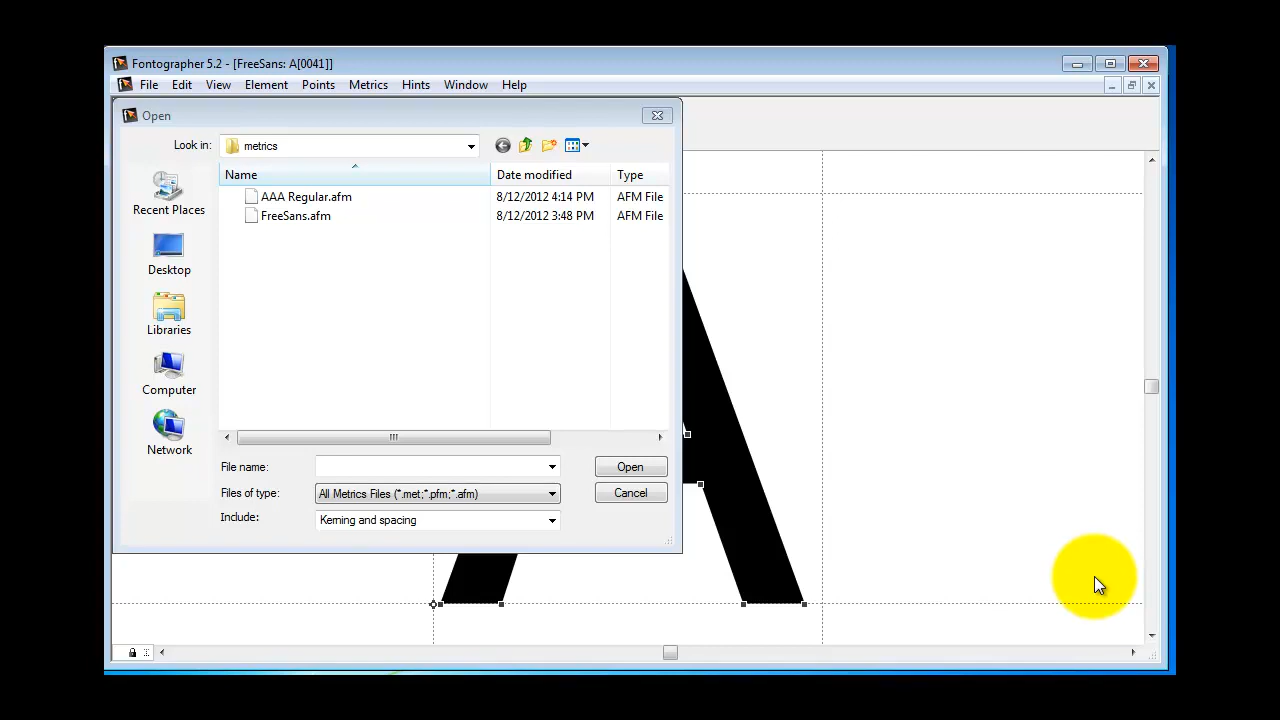 Fontographer 5.2 - [FreeSans: A[0041]]
File Edit View Element Points Metrics Hints Window Help
Open
Look in: metrics
Name Date modified Type
AAA Regular.afm 8/12/2012 4:14 PM AFM File
FreeSans.afm 8/12/2012 3:48 PM AFM File
Recent Places
Desktop
Libraries
Computer
Network
File name: Open
Files of type: All Metrics Files (*.met;*.pfm;*.afm) Cancel
Include: Kerning and spacing